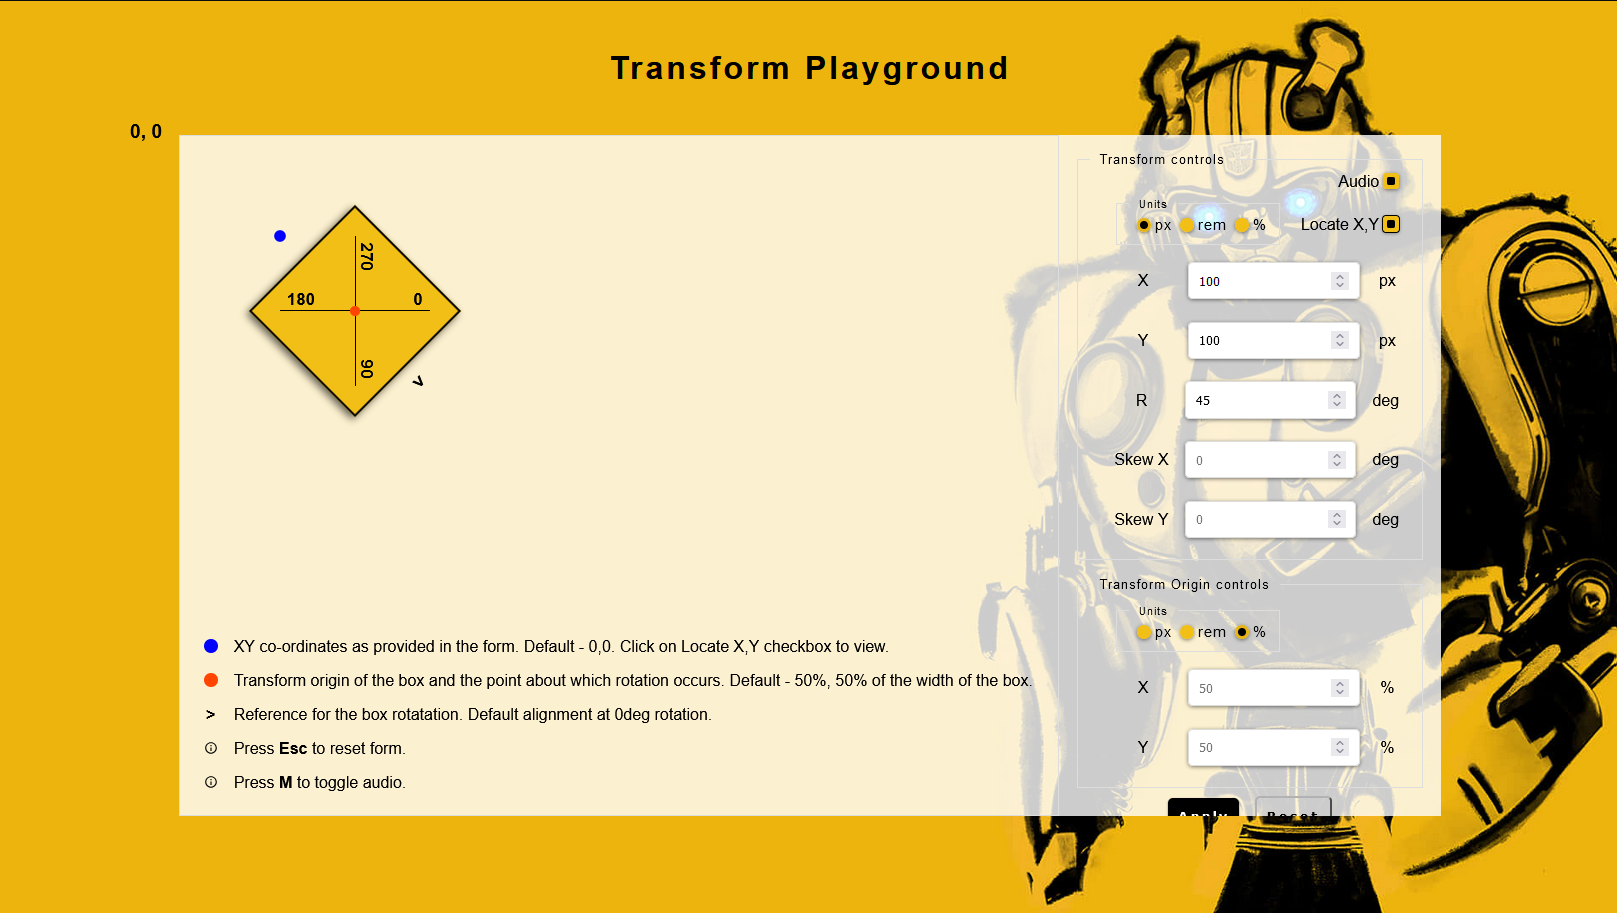 Transform Playground
0, 0
Transform controls
Audio
Units
px rem %
Locate X,Y
X 100 px
Y 100 px
R 45 deg
Skew X 0 deg
Skew Y 0 deg
270
180 0
90
>
Transform Origin controls
Units
px rem %
X 50 %
Y 50 %
Apply Reset
XY co-ordinates as provided in the form. Default - 0,0. Click on Locate X,Y checkbox to view.
Transform origin of the box and the point about which rotation occurs. Default - 50%, 50% of the width of the box.
> Reference for the box rotatation. Default alignment at 0deg rotation.
Press Esc to reset form.
Press M to toggle audio.